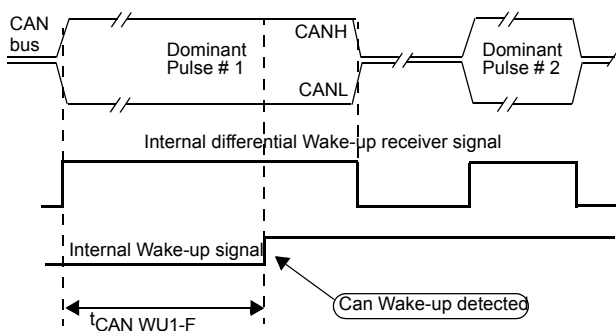 CAN
bus
Dominant
Pulse # 1
CANH
CANL
Dominant
Pulse # 2
Internal differential Wake-up receiver signal
Internal Wake-up signal
Can Wake-up detected
tCAN WU1-F